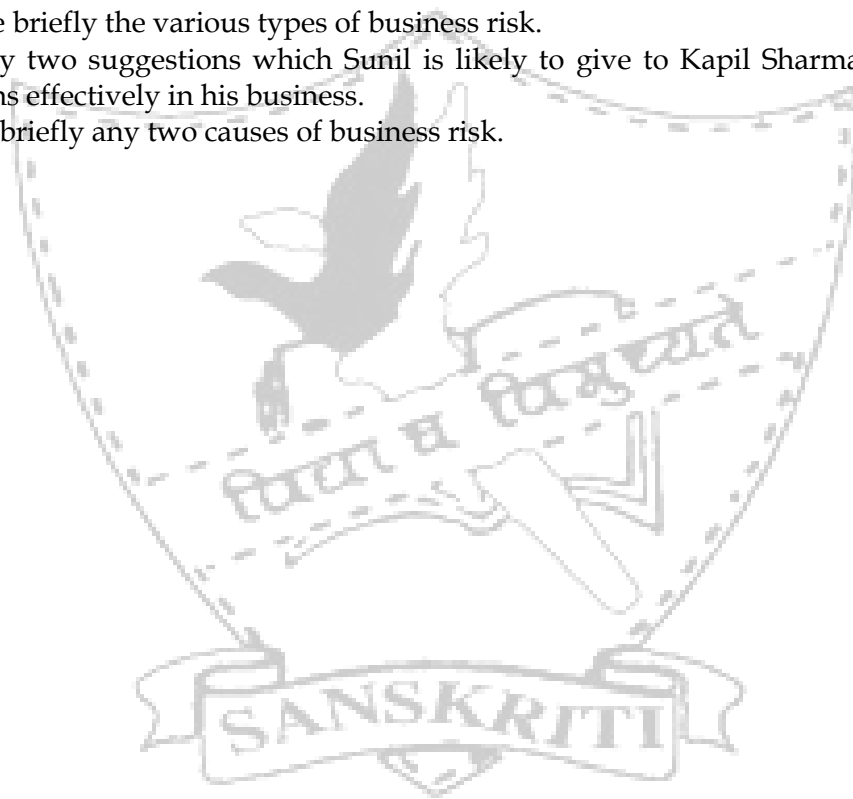 e briefly the various types of business risk.
y two suggestions which Sunil is likely to give to Kapil Sharma
ns effectively in his business.
briefly any two causes of business risk.
विद्या च विमुच्यते
SANSKRITI